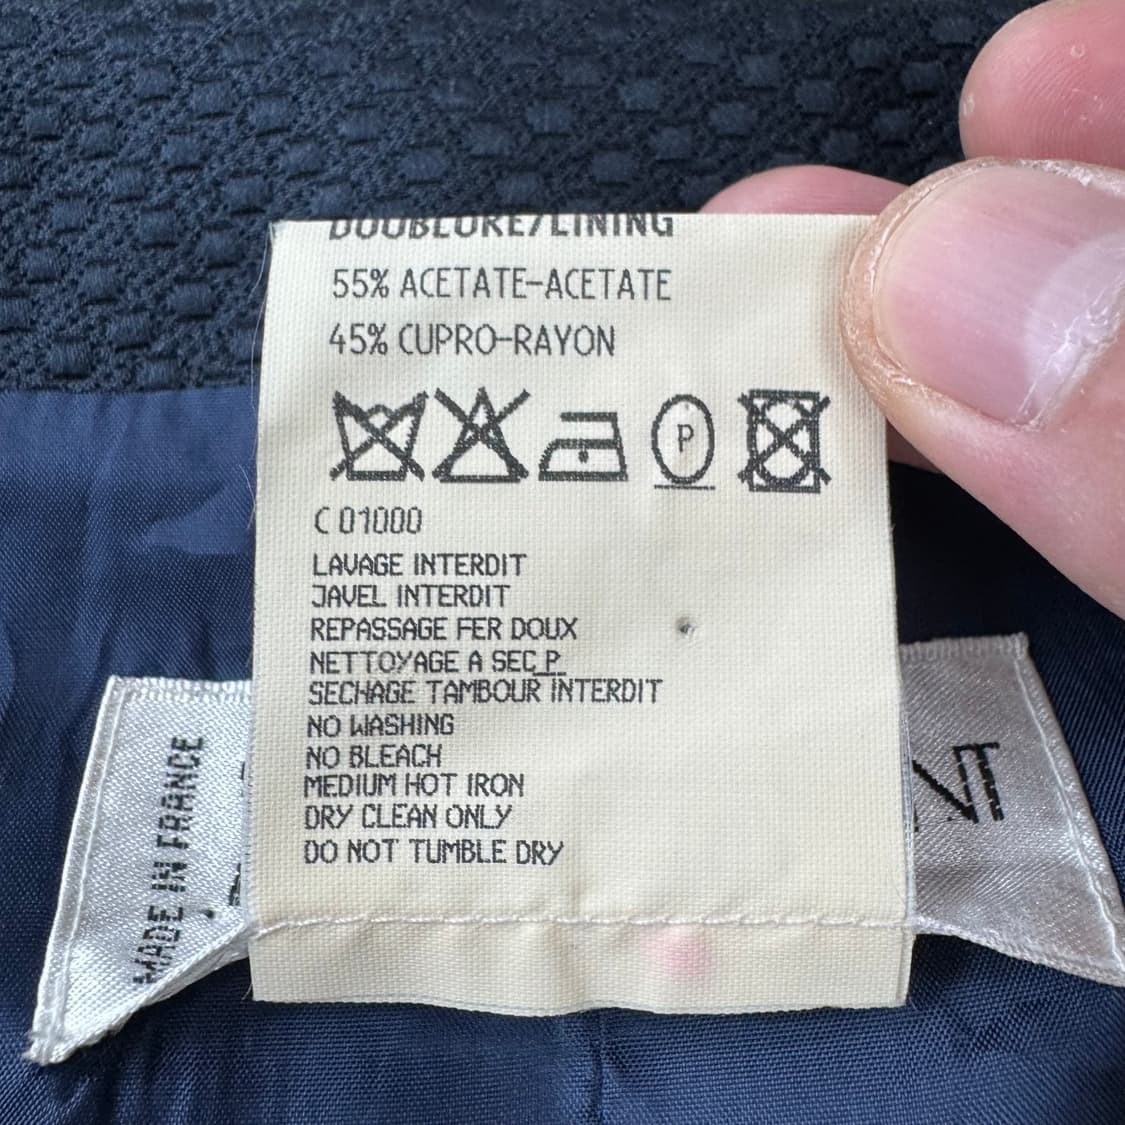 DOUBLURE/LINING
55% ACETATE-ACETATE
45% CUPRO-RAYON
P
C 01000
LAVAGE INTERDIT
JAVEL INTERDIT
REPASSAGE FER DOUX
NETTOYAGE A SEC P
SECHAGE TAMBOUR INTERDIT
NO WASHING
NO BLEACH
MEDIUM HOT IRON
DRY CLEAN ONLY
DO NOT TUMBLE DRY
MADE IN FRANCE